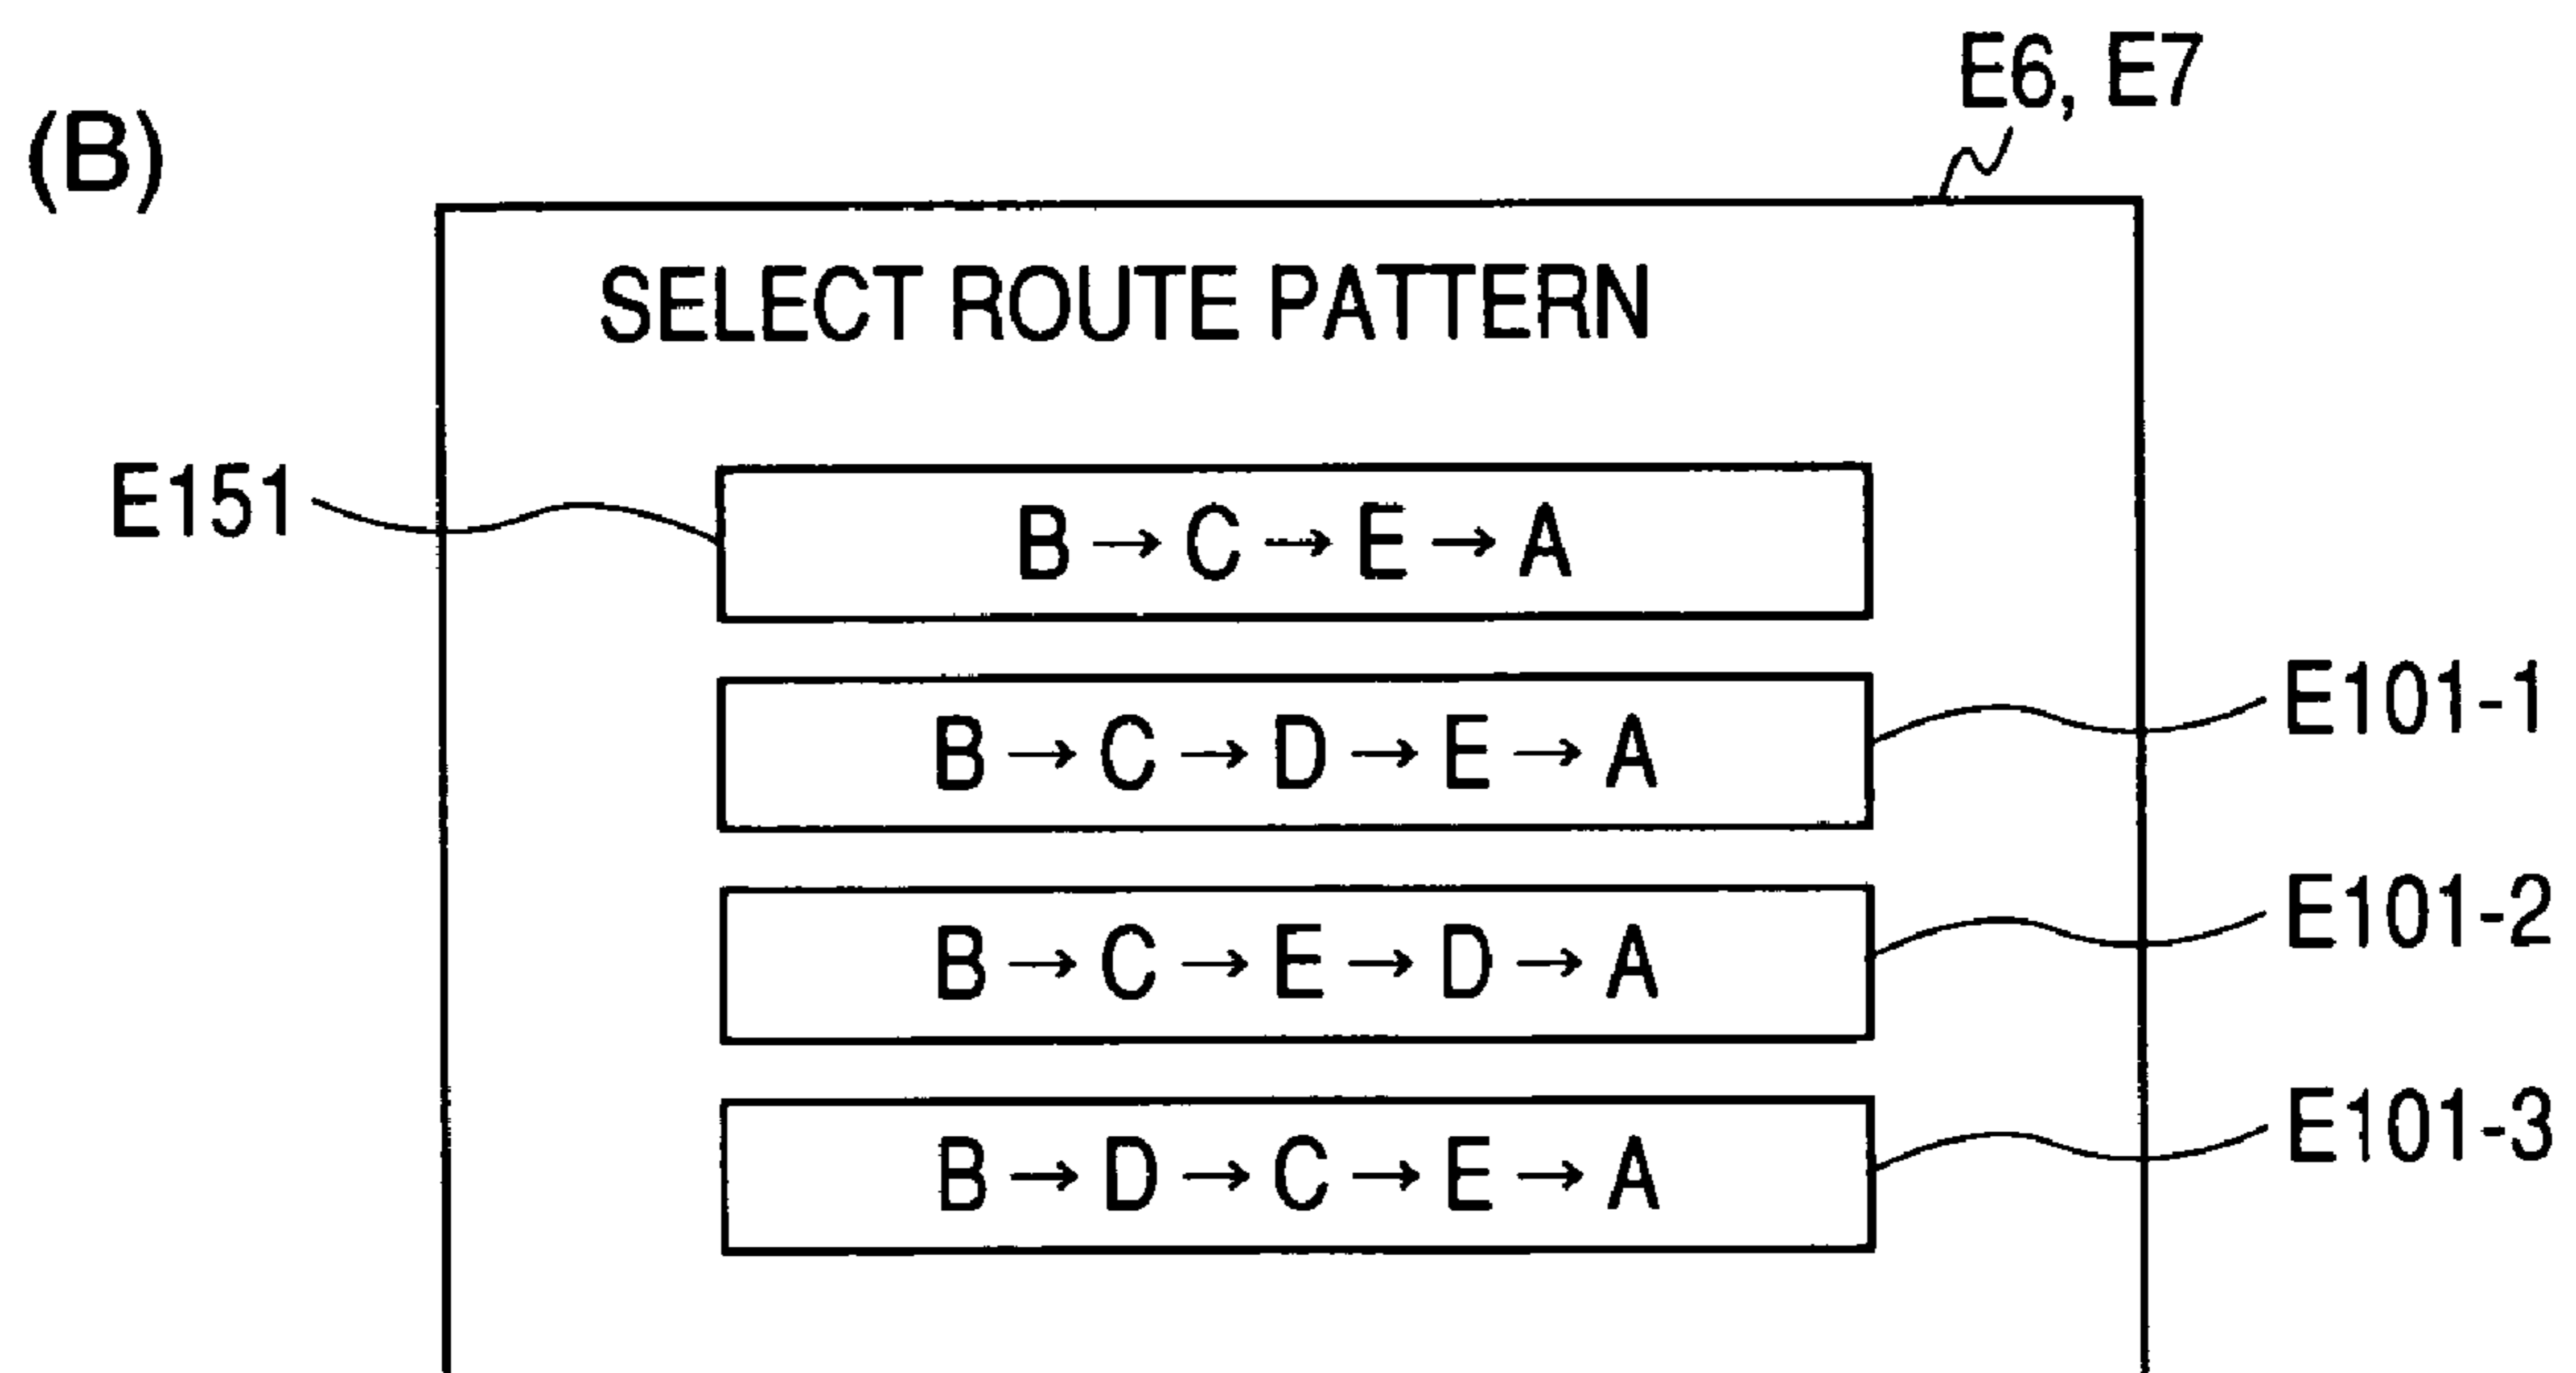 E6, E7
(B)
SELECT ROUTE PATTERN
E151
B → C → E → A
E101-1
B → C → D → E → A
E101-2
B → C → E → D → A
E101-3
B → D → C → E → A